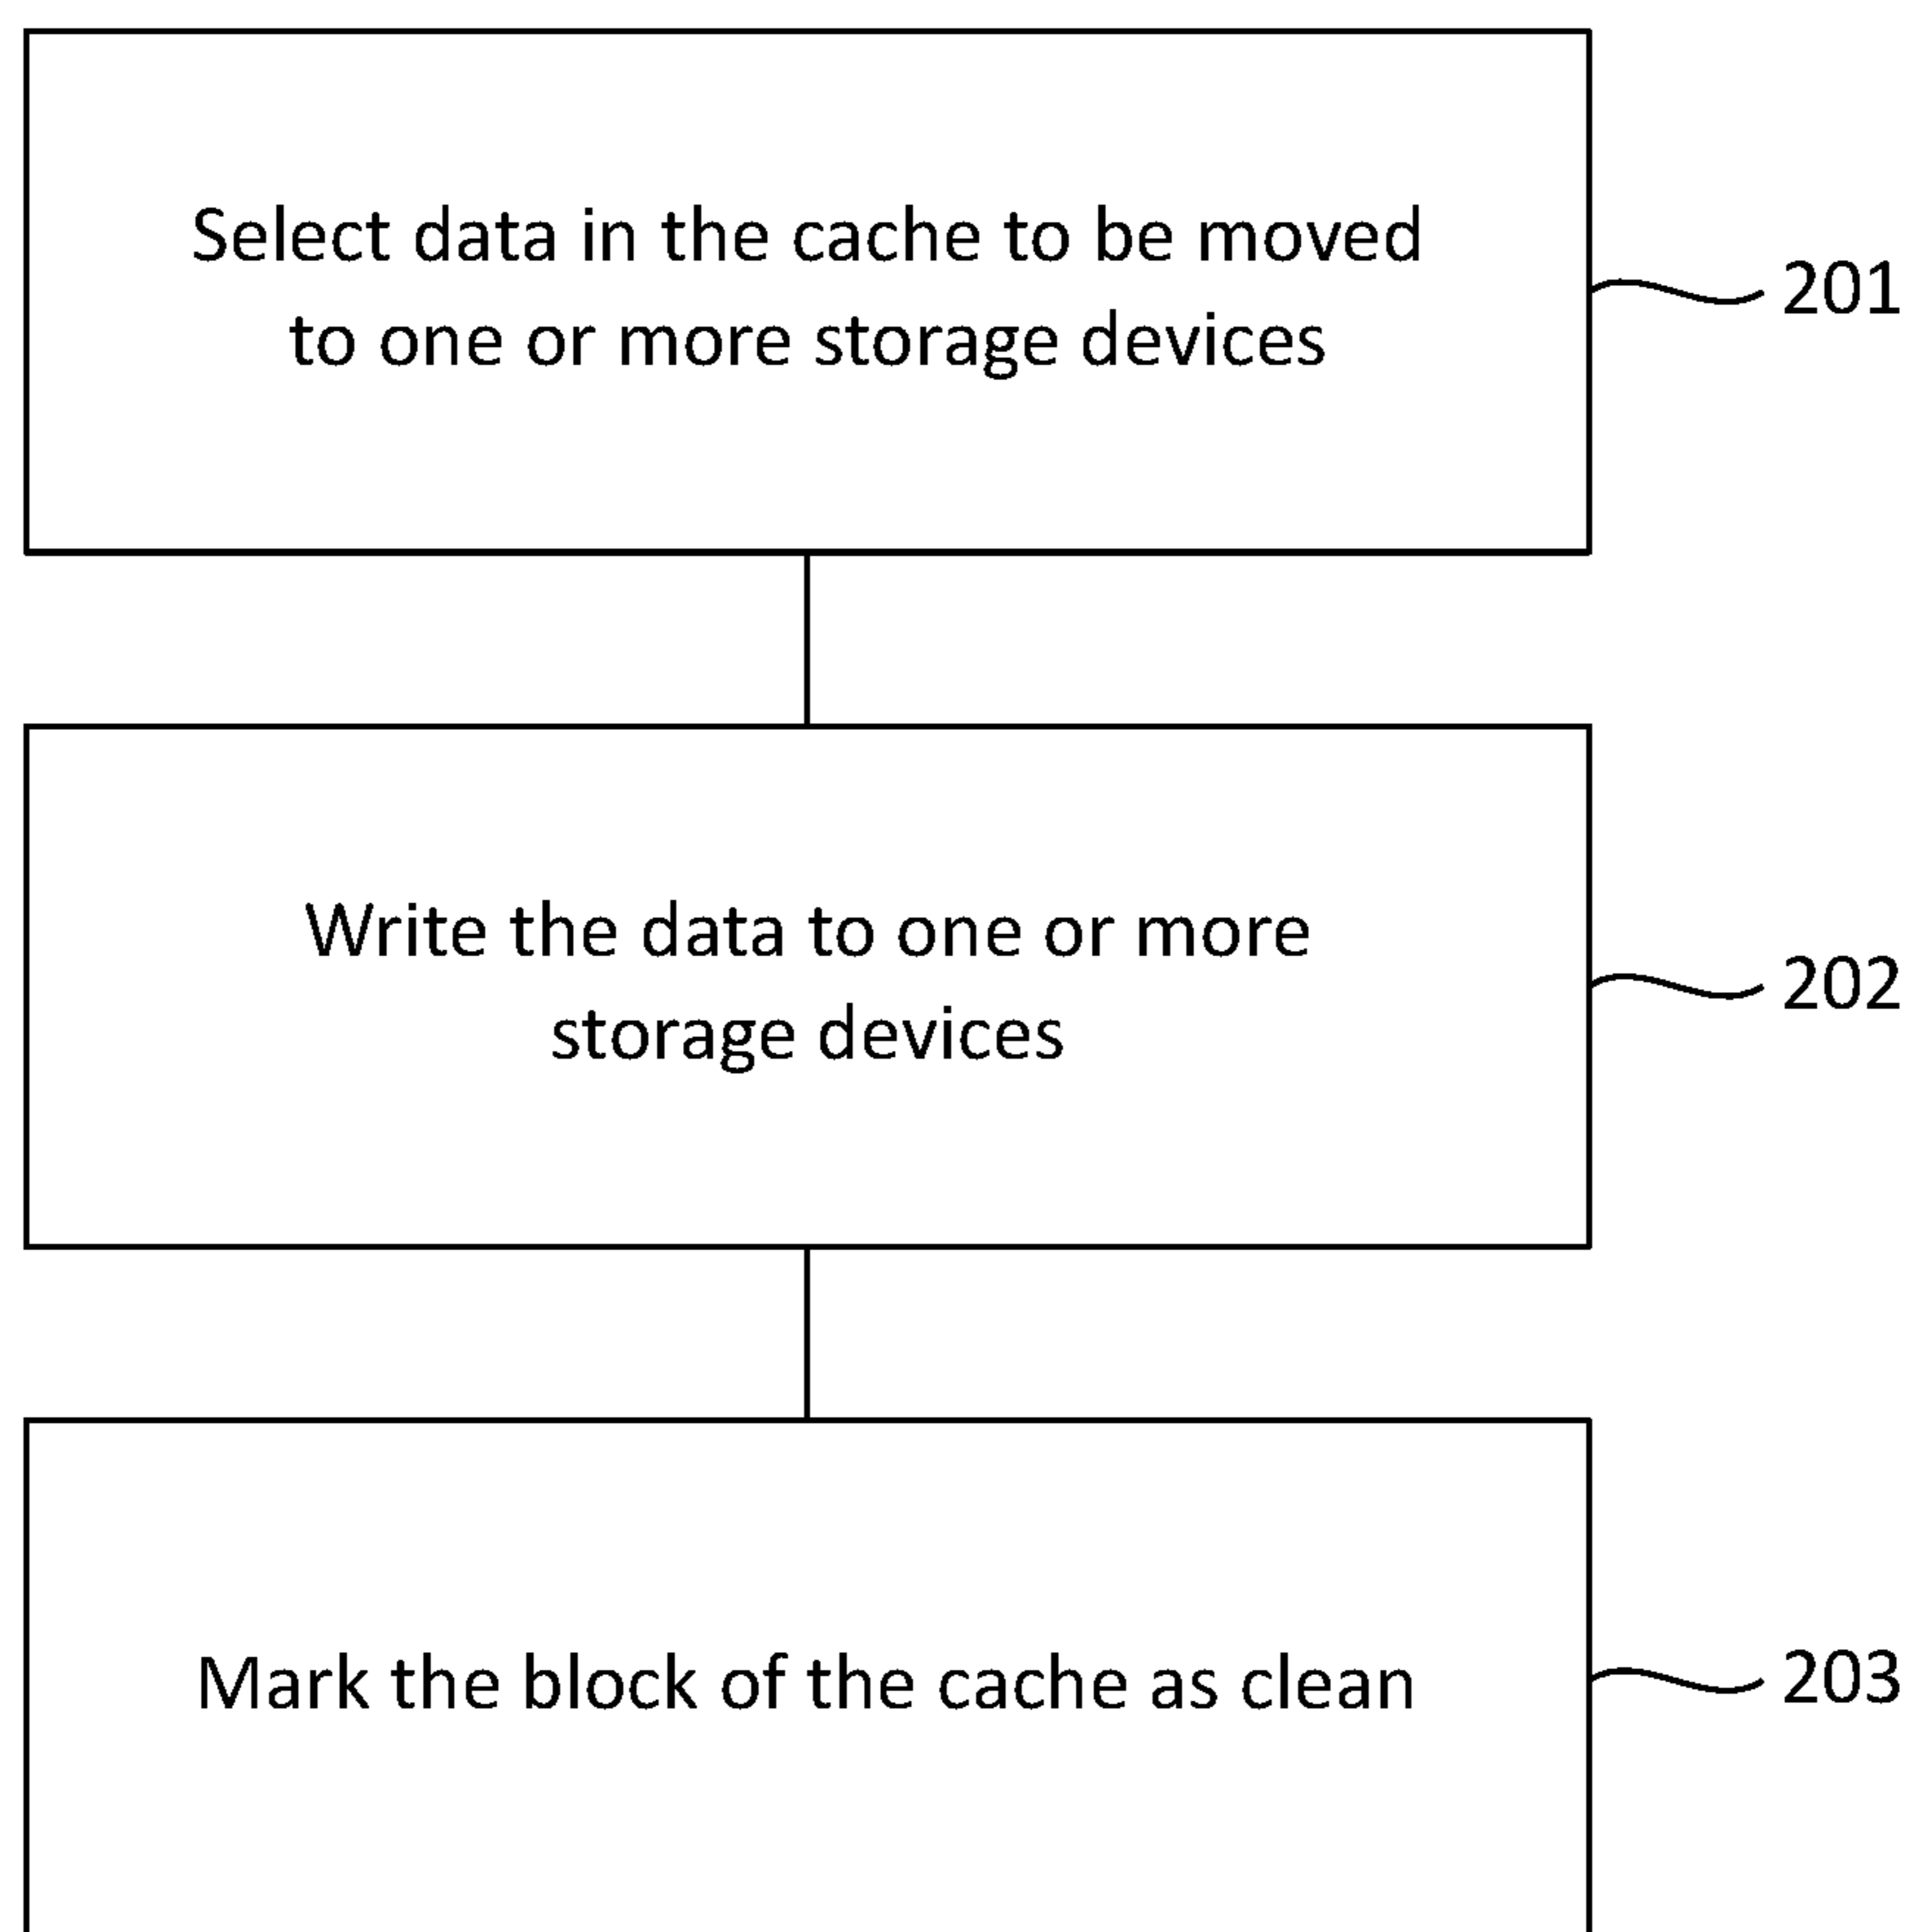 Select data in the cache to be moved
to one or more storage devices
201
Write the data to one or more
storage devices
202
Mark the block of the cache as clean
203